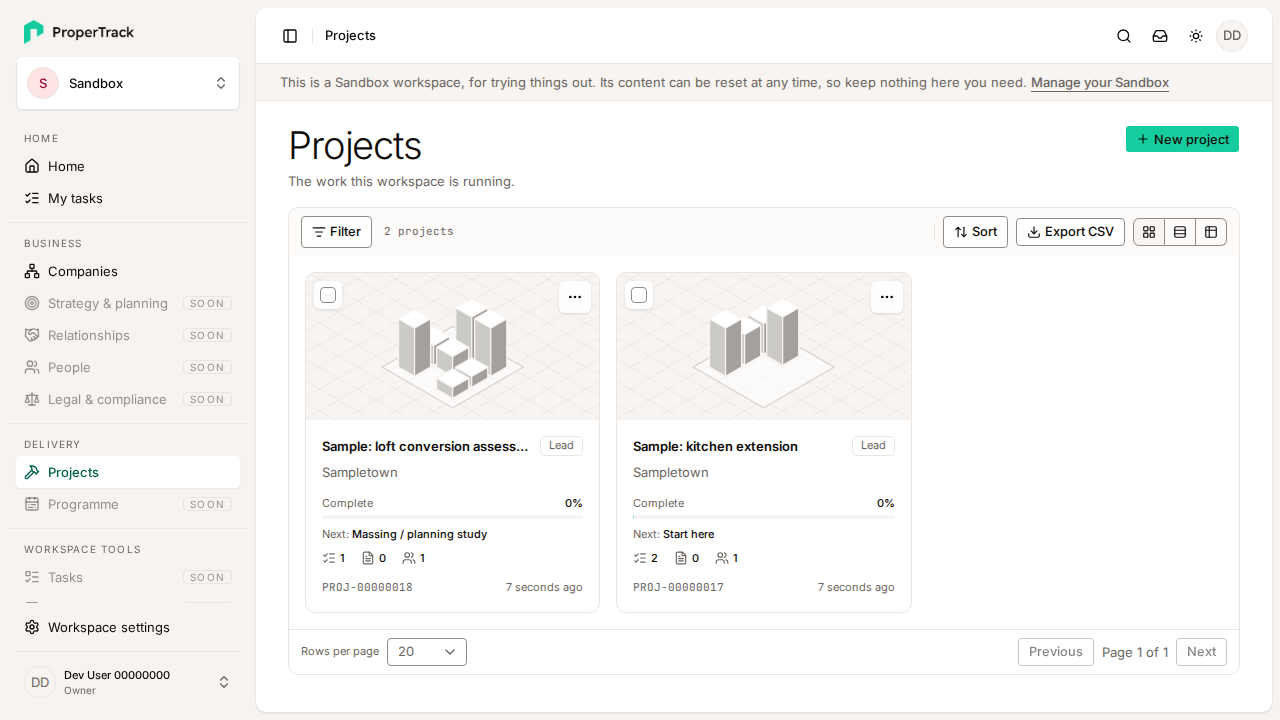 ProperTrack
S
Sandbox
HOME
Home
My tasks
BUSINESS
Companies
Strategy & planning SOON
Relationships SOON
People SOON
Legal & compliance SOON
DELIVERY
Projects
Programme SOON
WORKSPACE TOOLS
Tasks SOON
Workspace settings
DD
Dev User 00000000
Owner
Projects
DD
This is a Sandbox workspace, for trying things out. Its content can be reset at any time, so keep nothing here you need. Manage your Sandbox
Projects
New project
The work this workspace is running.
Filter 2 projects Sort Export CSV
Sample: loft conversion assess... Lead
Sampletown
Complete 0%
Next: Massing / planning study
1 0 1
PROJ-00000018 7 seconds ago
Sample: kitchen extension Lead
Sampletown
Complete 0%
Next: Start here
2 0 1
PROJ-00000017 7 seconds ago
Rows per page 20 Previous Page 1 of 1 Next